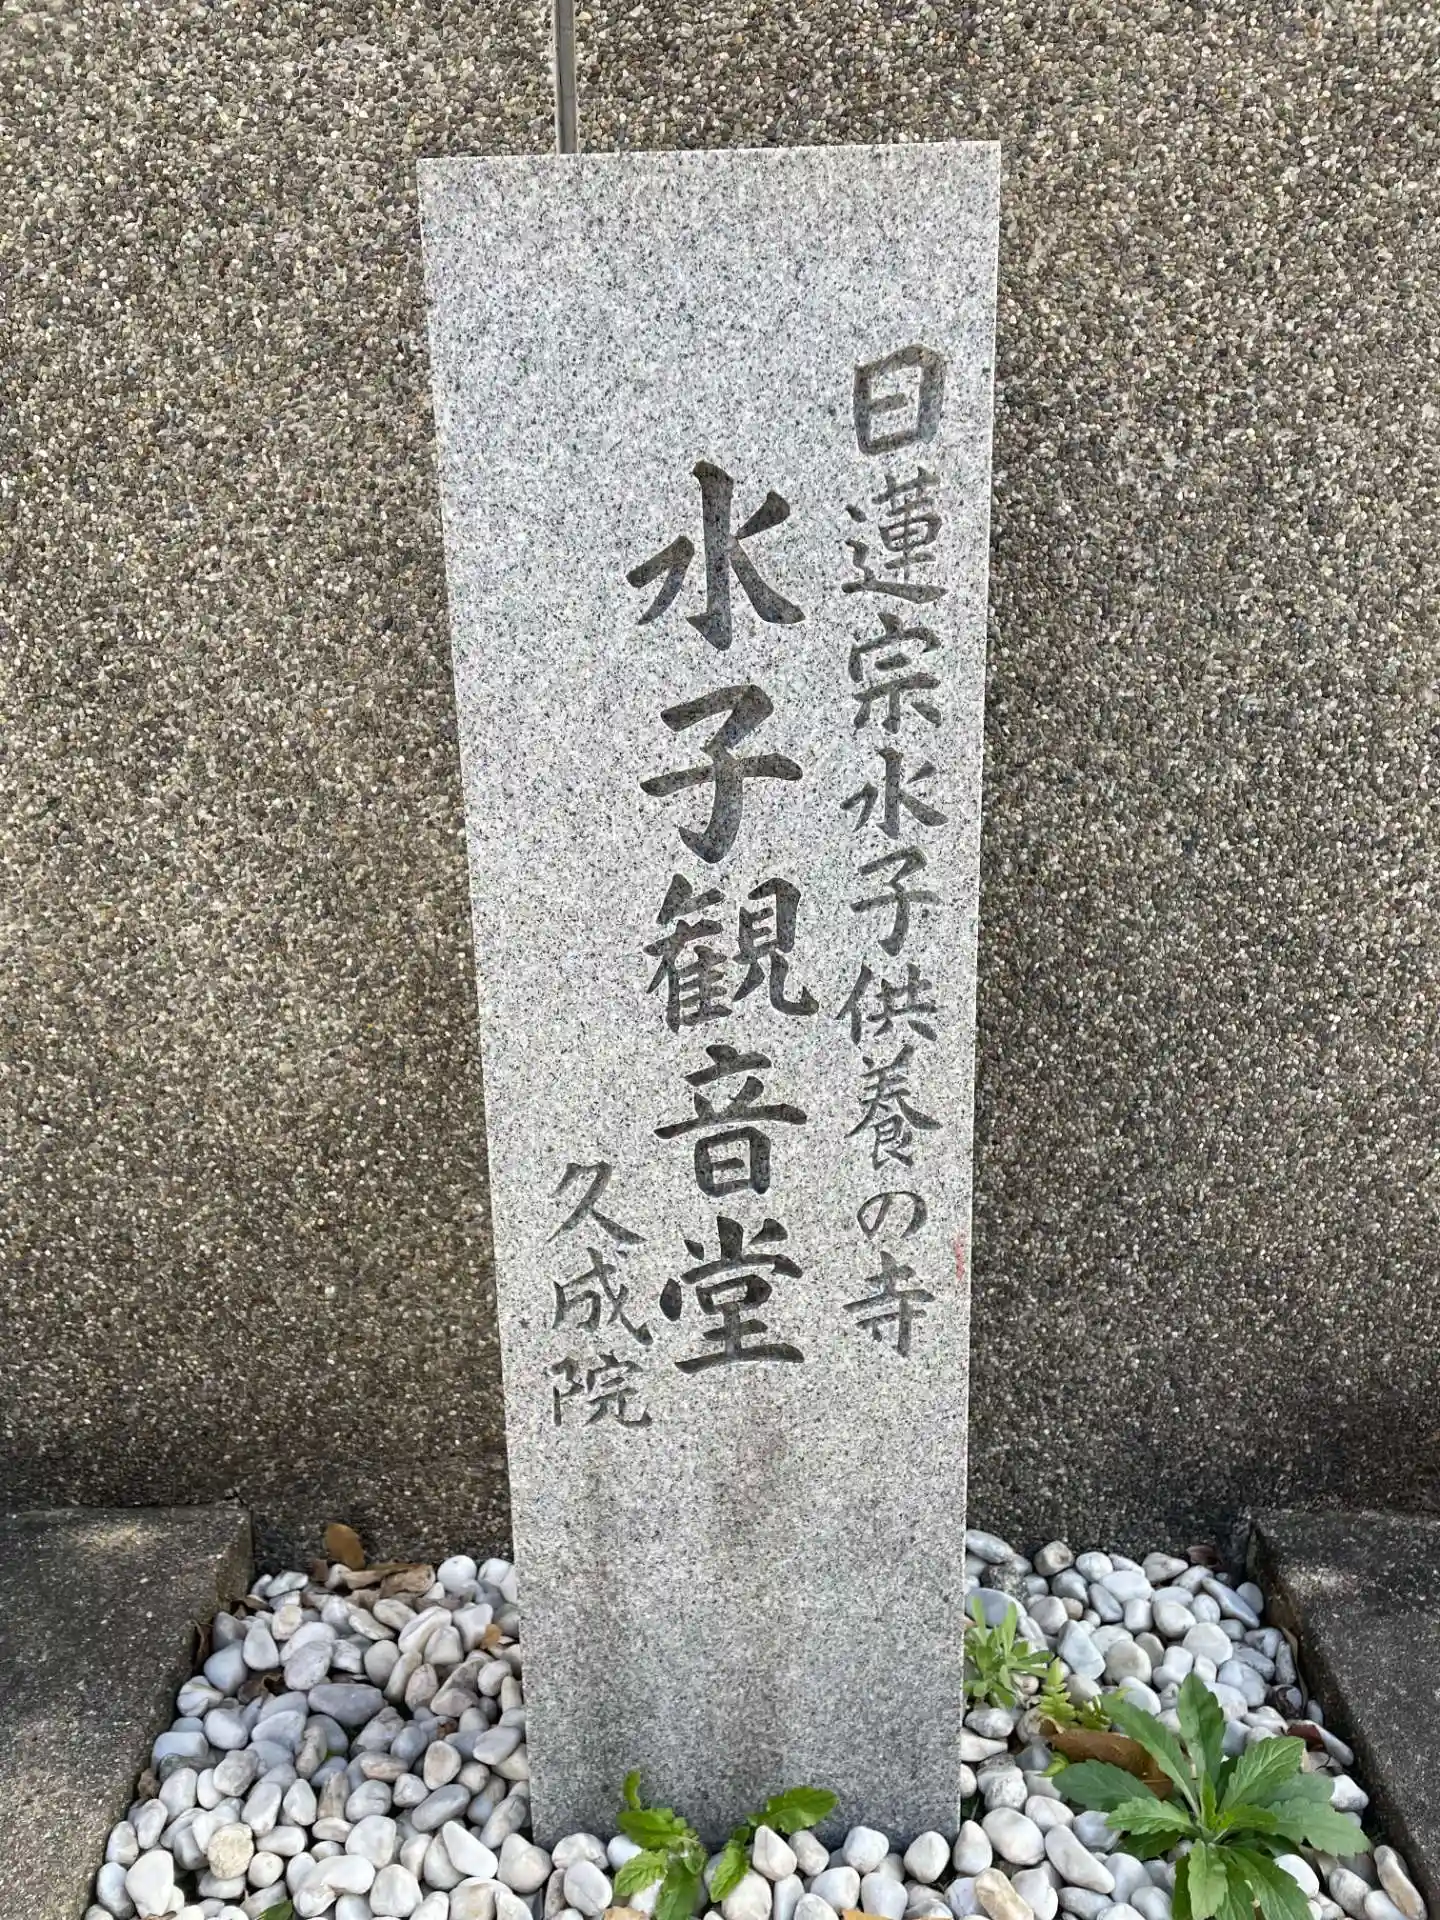 日蓮宗水子供養の寺
水子観音堂
久成院